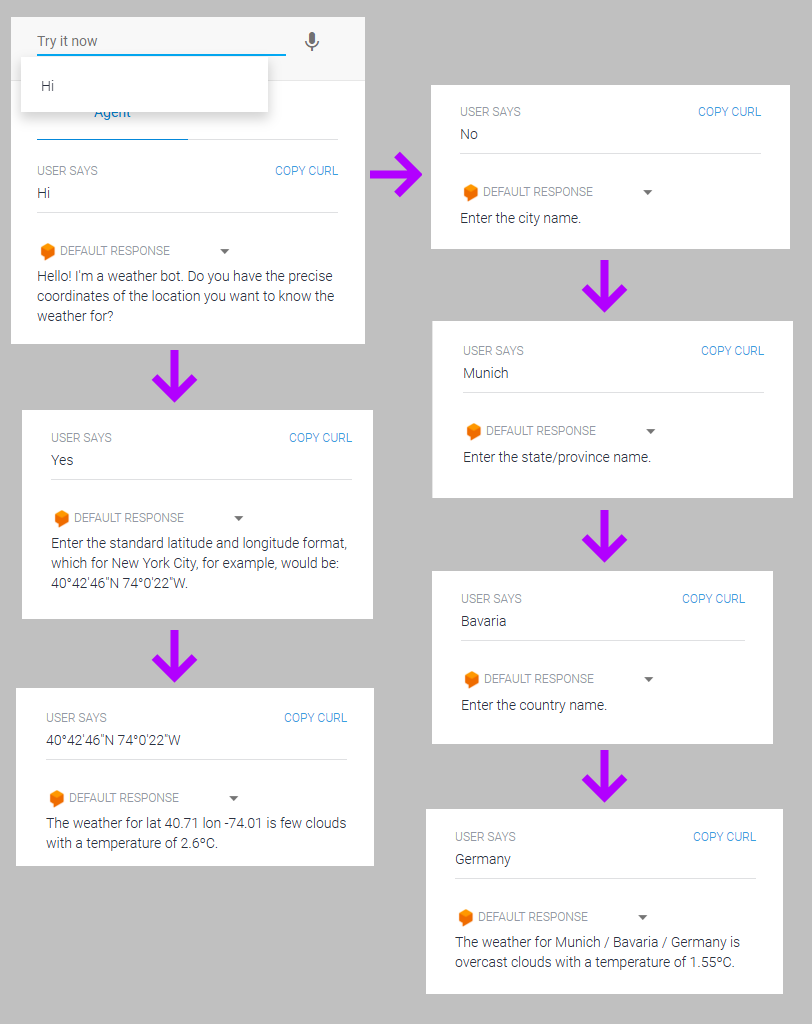 Try it now
Hi
Agent
USER SAYS COPY CURL
Hi
DEFAULT RESPONSE
Hello! I'm a weather bot. Do you have the precise
coordinates of the location you want to know the
weather for?
USER SAYS COPY CURL
Yes
DEFAULT RESPONSE
Enter the standard latitude and longitude format,
which for New York City, for example, would be:
40°42'46"N 74°0'22"W.
USER SAYS COPY CURL
40°42'46"N 74°0'22"W
DEFAULT RESPONSE
The weather for lat 40.71 lon -74.01 is few clouds
with a temperature of 2.6ºC.
USER SAYS COPY CURL
No
DEFAULT RESPONSE
Enter the city name.
USER SAYS COPY CURL
Munich
DEFAULT RESPONSE
Enter the state/province name.
USER SAYS COPY CURL
Bavaria
DEFAULT RESPONSE
Enter the country name.
USER SAYS COPY CURL
Germany
DEFAULT RESPONSE
The weather for Munich / Bavaria / Germany is
overcast clouds with a temperature of 1.55ºC.